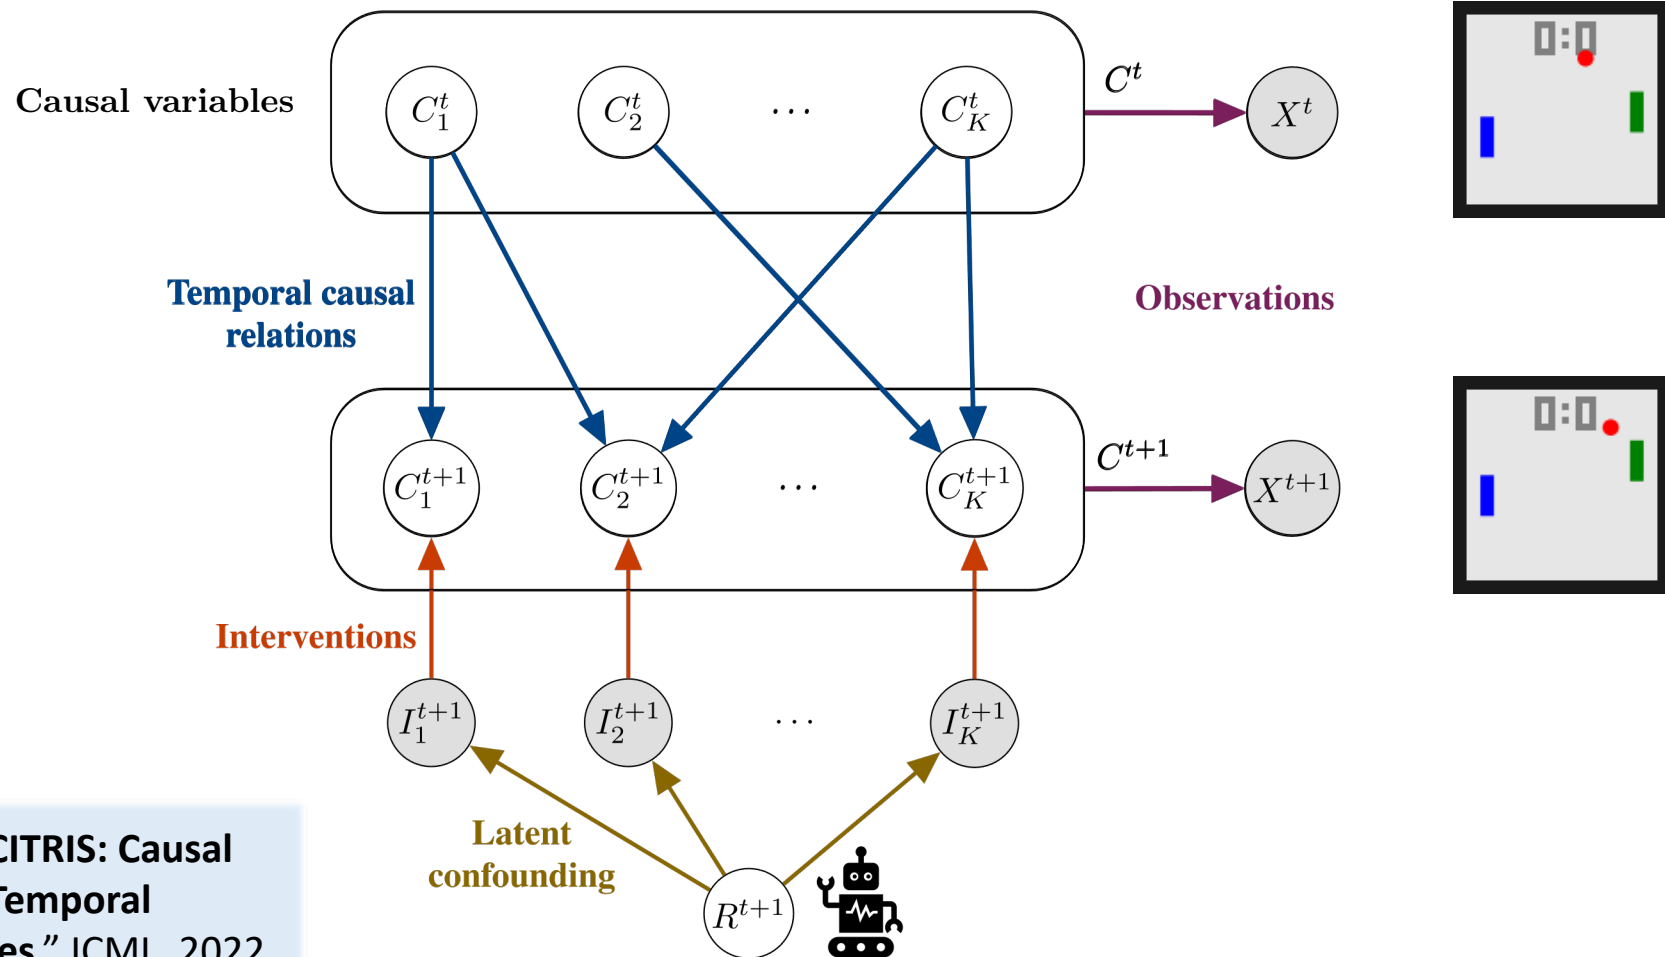 Causal variables
$C_1^t$ $C_2^t$ ⋯ $C_K^t$
$C^t$
$X^t$
0:0
Temporal causal
relations
Observations
$C_1^{t+1}$ $C_2^{t+1}$ ⋯ $C_K^{t+1}$
$C^{t+1}$
$X^{t+1}$
0:0
Interventions
$I_1^{t+1}$ $I_2^{t+1}$ ⋯ $I_K^{t+1}$
Latent
confounding
$R^{t+1}$
CITRIS: Causal
Temporal
es.” ICML, 2022